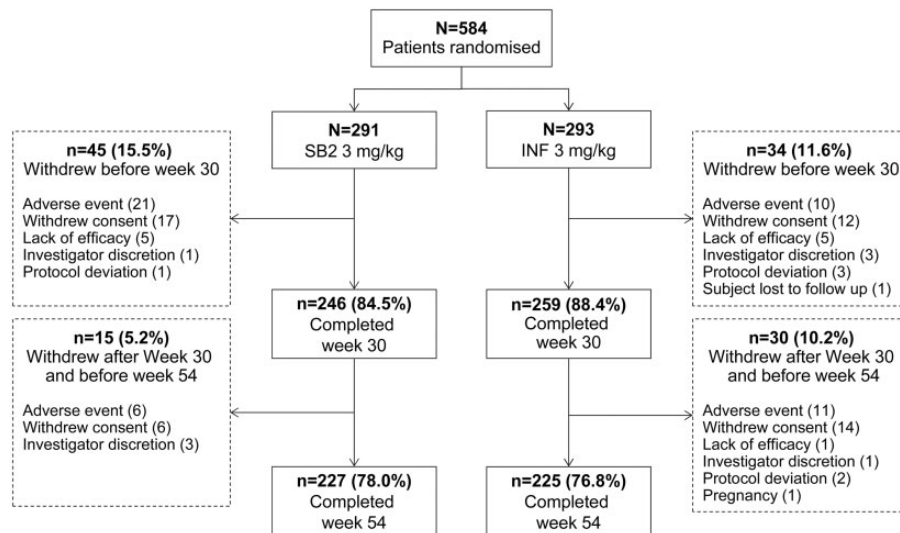 N=584
Patients randomised
N=291
SB2 3 mg/kg
N=293
INF 3 mg/kg
n=45 (15.5%)
Withdrew before week 30
Adverse event (21)
Withdrew consent (17)
Lack of efficacy (5)
Investigator discretion (1)
Protocol deviation (1)
n=34 (11.6%)
Withdrew before week 30
Adverse event (10)
Withdrew consent (12)
Lack of efficacy (5)
Investigator discretion (3)
Protocol deviation (3)
Subject lost to follow up (1)
n=246 (84.5%)
Completed
week 30
n=259 (88.4%)
Completed
week 30
n=15 (5.2%)
Withdrew after Week 30
and before week 54
Adverse event (6)
Withdrew consent (6)
Investigator discretion (3)
n=30 (10.2%)
Withdrew after Week 30
and before week 54
Adverse event (11)
Withdrew consent (14)
Lack of efficacy (1)
Investigator discretion (1)
Protocol deviation (2)
Pregnancy (1)
n=227 (78.0%)
Completed
week 54
n=225 (76.8%)
Completed
week 54